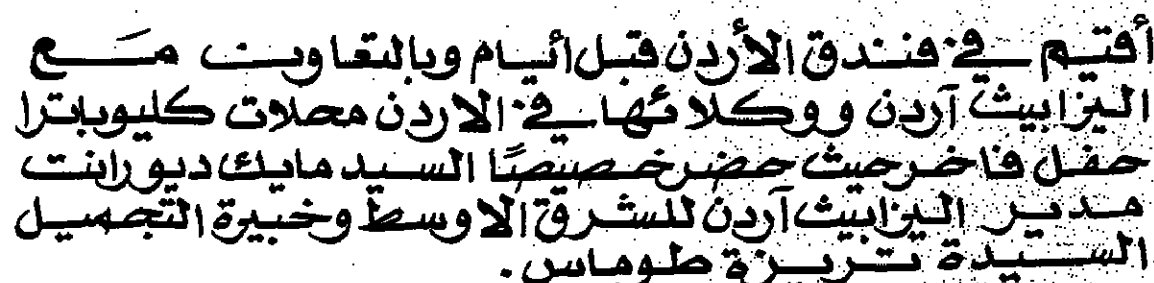 أقيم في فندق الأردن قبل أيام وبالتعاون مع
اليزابيث آردن ووكلائها في الاردن محلات كليوباترا
حفل فاخر حيث حضر خصيصًا السيد مايك ديورانت
مدير اليزابيث آردن للشرق الاوسط وخبيرة التجميل
السيدة تريزة طوماس.